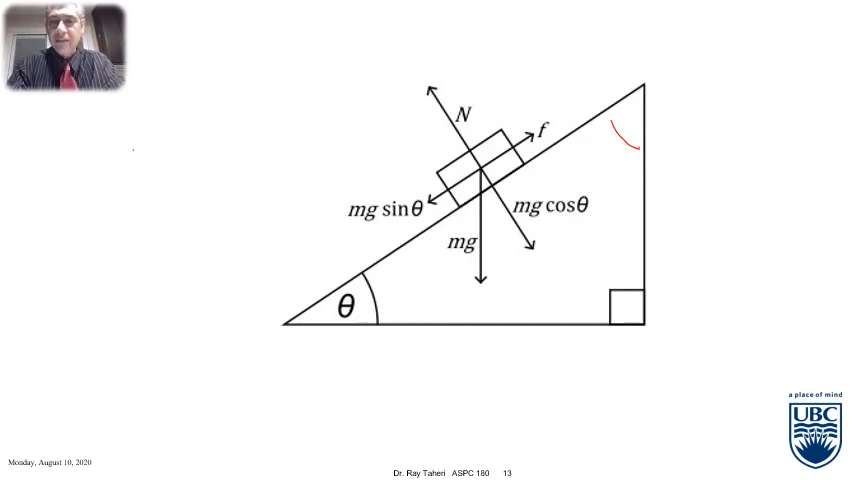 N
f
mg sinθ
mg cosθ
mg
θ
a place of mind
UBC
Monday, August 10, 2020
Dr. Ray Taheri ASPC 180 13